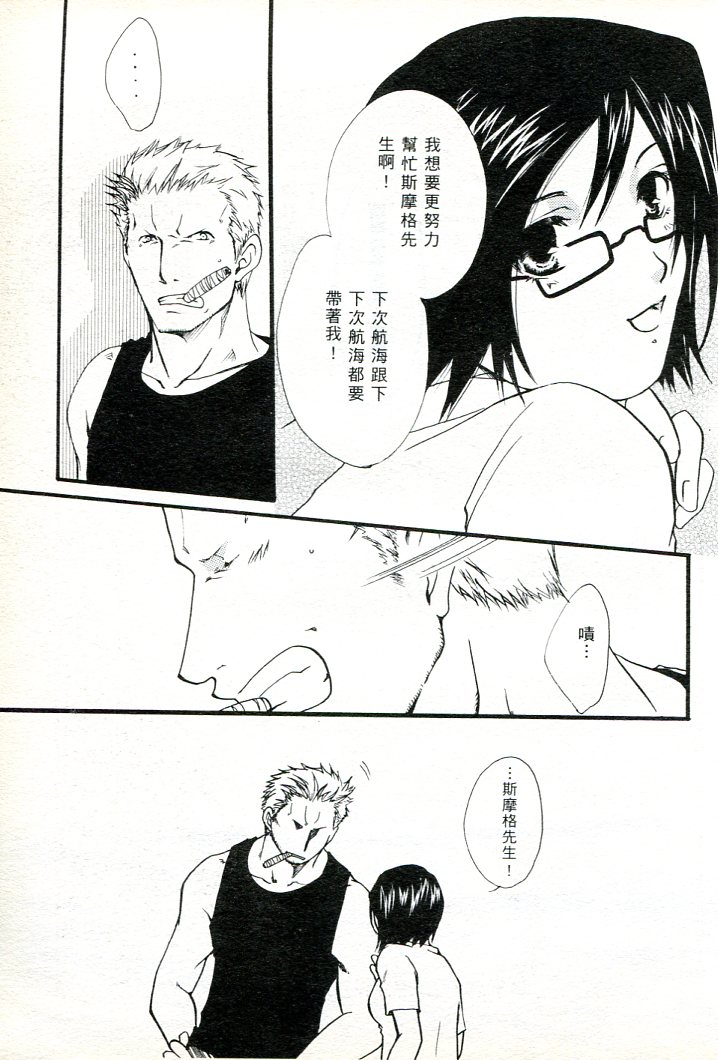 我想要更努力
幫忙斯摩格先
生啊！
下次航海跟下
下次航海都要
帶著我！
．．．．
嘖…
…斯摩格先生！